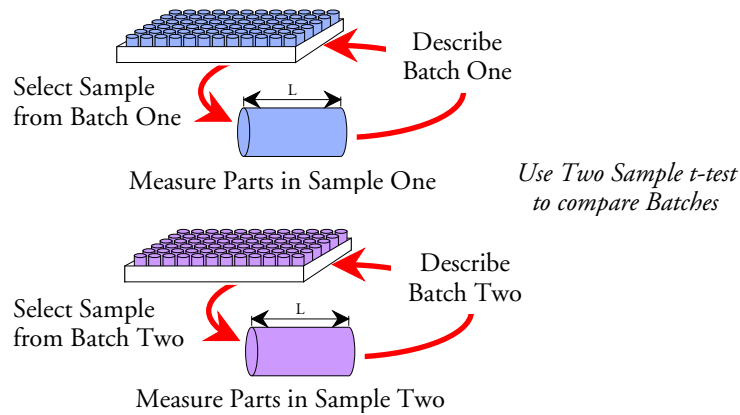 Describe
Batch One
Select Sample
from Batch One
L
Measure Parts in Sample One
Use Two Sample t-test
to compare Batches
Describe
Batch Two
Select Sample
from Batch Two
L
Measure Parts in Sample Two